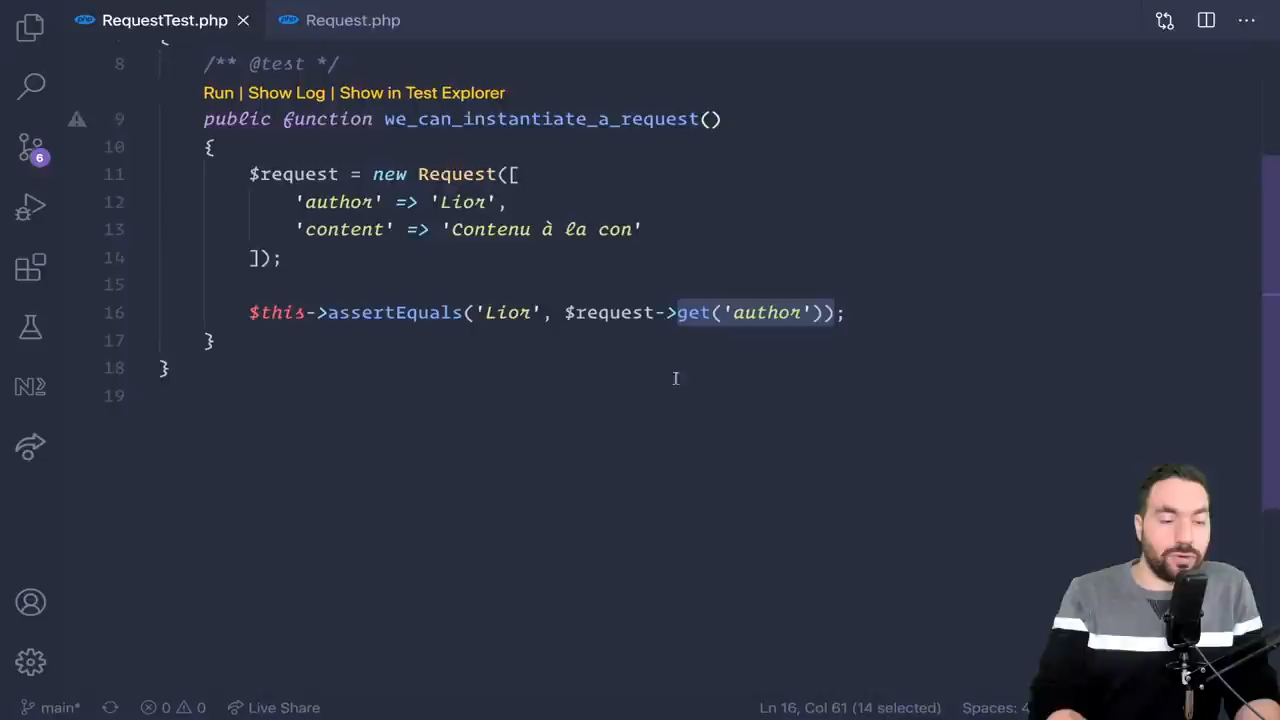 RequestTest.php
Request.php
8 /** @test */
Run | Show Log | Show in Test Explorer
9 public function we_can_instantiate_a_request()
10 {
11 $request = new Request([
12 'author' => 'Lior',
13 'content' => 'Contenu à la con'
14 ]);
15
16 $this->assertEquals('Lior', $request->get('author'));
17 }
18 }
19
6
main* 0 0 Live Share Ln 16, Col 61 (14 selected) Spaces: 4